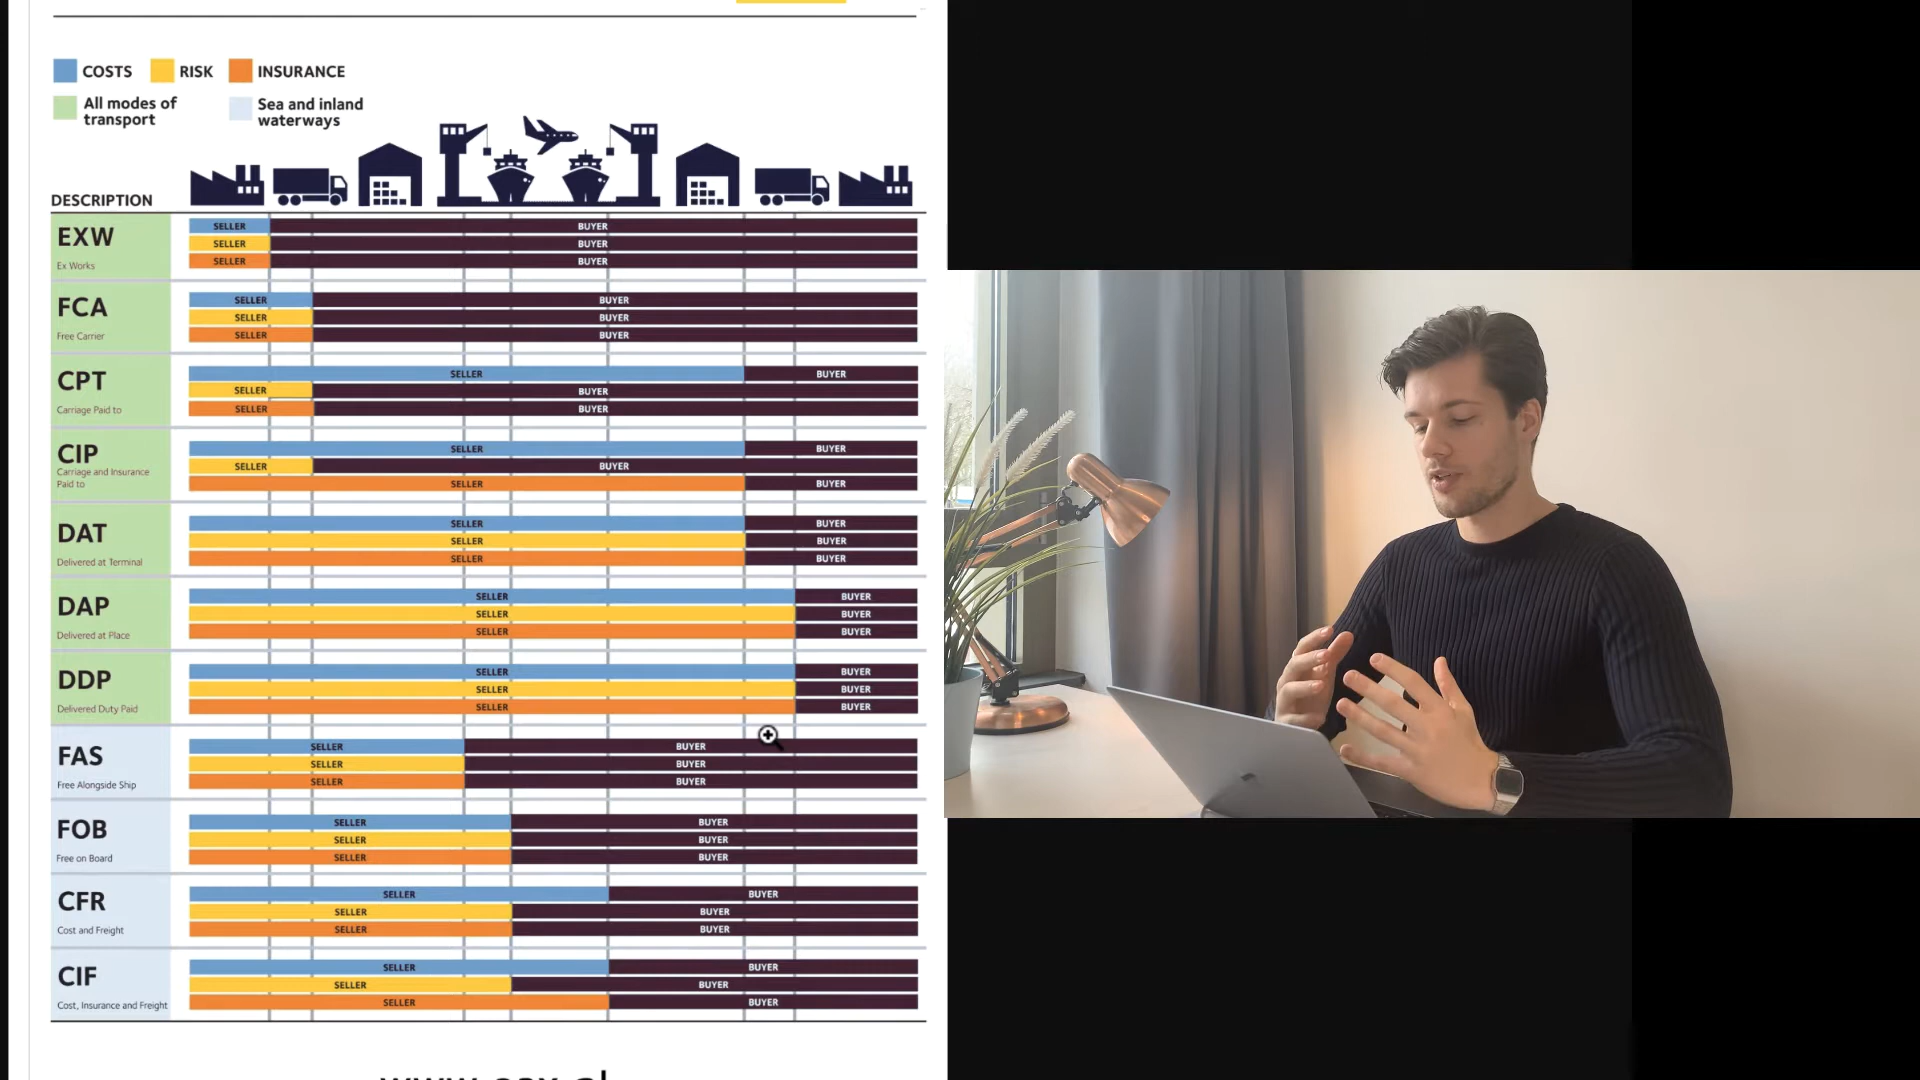 COSTS RISK INSURANCE
All modes of
transport
Sea and inland
waterways
DESCRIPTION
EXW
Ex Works
SELLER BUYER
SELLER BUYER
SELLER BUYER
FCA
Free Carrier
SELLER BUYER
SELLER BUYER
SELLER BUYER
CPT
Carriage Paid to
SELLER BUYER
SELLER BUYER
SELLER BUYER
CIP
Carriage and Insurance
Paid to
SELLER BUYER
SELLER BUYER
SELLER BUYER
DAT
Delivered at Terminal
SELLER BUYER
SELLER BUYER
SELLER BUYER
DAP
Delivered at Place
SELLER BUYER
SELLER BUYER
SELLER BUYER
DDP
Delivered Duty Paid
SELLER BUYER
SELLER BUYER
SELLER BUYER
FAS
Free Alongside Ship
SELLER BUYER
SELLER BUYER
SELLER BUYER
FOB
Free on Board
SELLER BUYER
SELLER BUYER
SELLER BUYER
CFR
Cost and Freight
SELLER BUYER
SELLER BUYER
SELLER BUYER
CIF
Cost, Insurance and Freight
SELLER BUYER
SELLER BUYER
SELLER BUYER